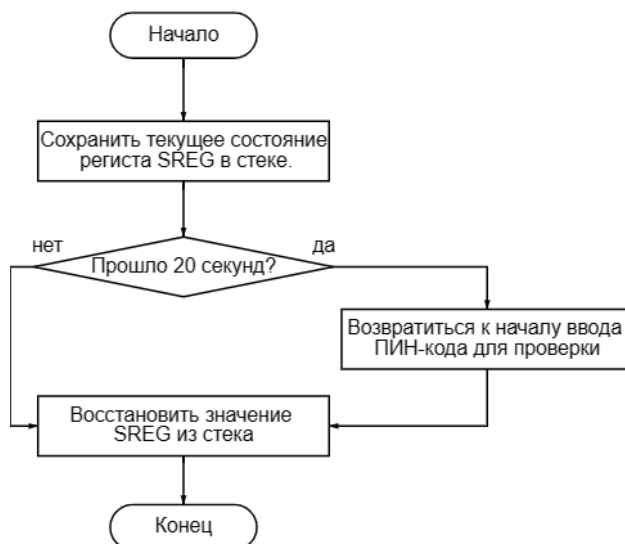 Начало
Сохранить текущее состояние
региста SREG в стеке.
нет
да
Прошло 20 секунд?
Возвратиться к началу ввода
ПИН-кода для проверки
Восстановить значение
SREG из стека
Конец